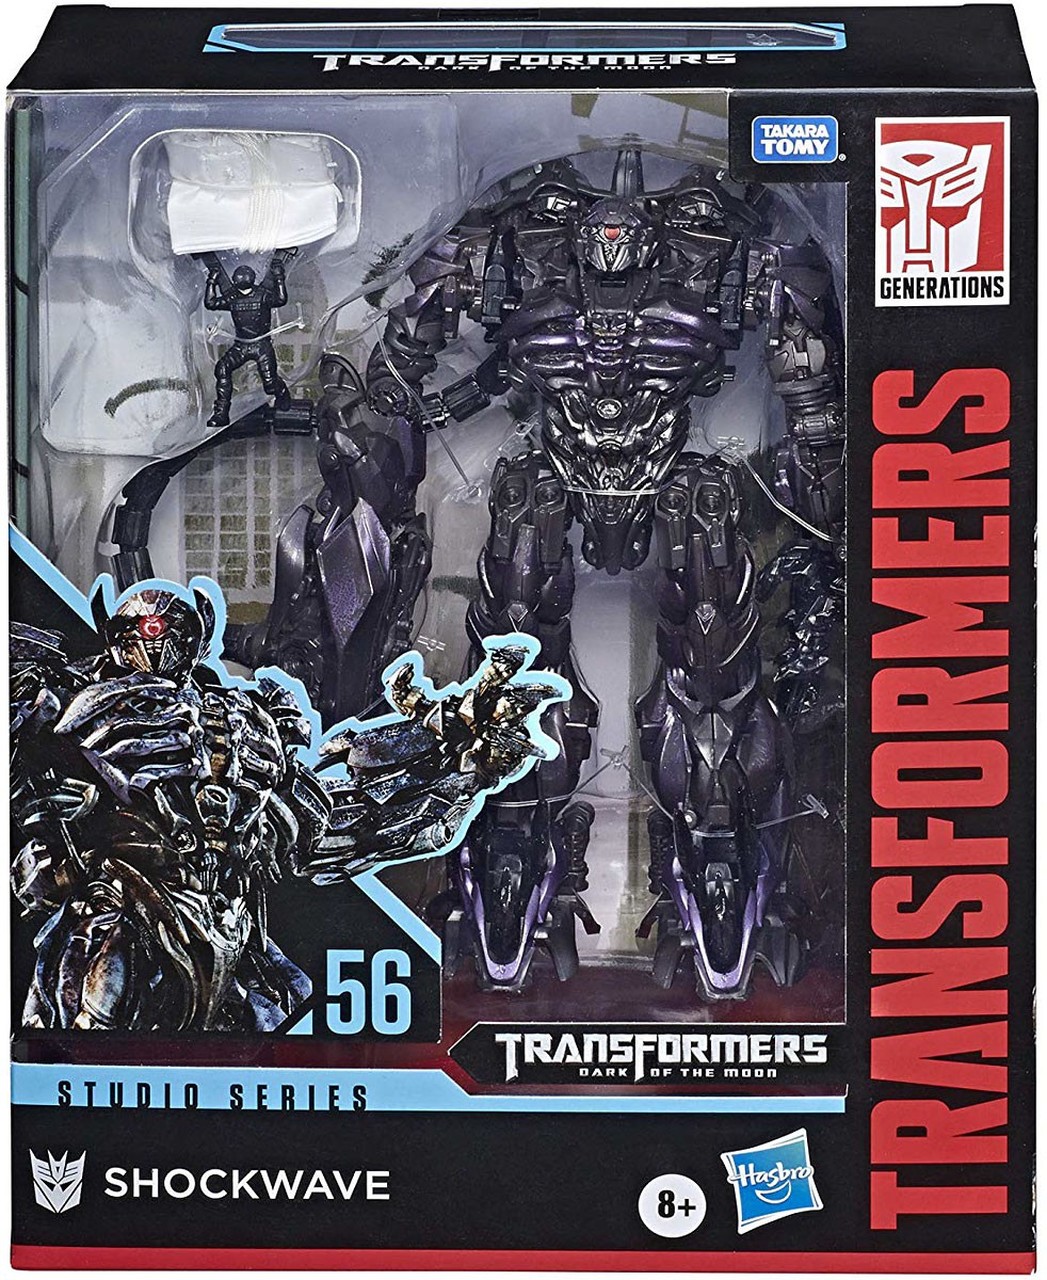 TRANSFORMERS
DARK OF THE MOON
TAKARA
TOMY
GENERATIONS
TRANSFORMERS
56
TRANSFORMERS
DARK OF THE MOON
STUDIO SERIES
SHOCKWAVE
8+
Hasbro